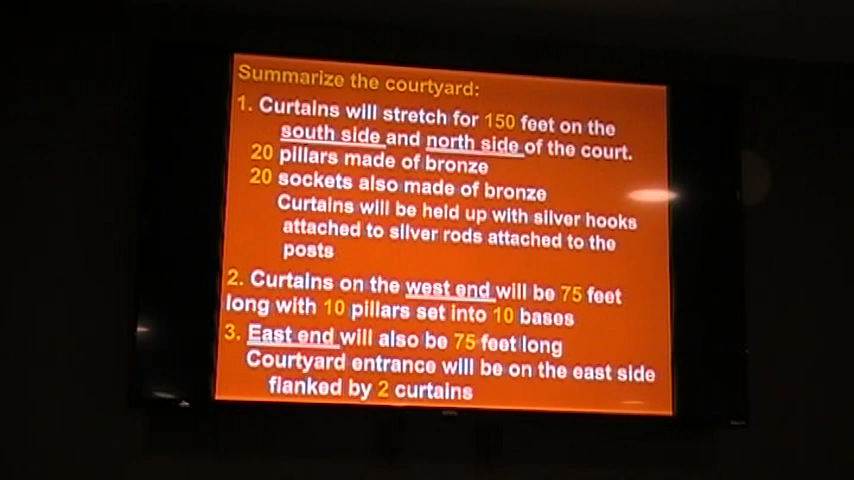 Summarize the courtyard:
1. Curtains will stretch for 150 feet on the
south side and north side of the court.
20 pillars made of bronze
20 sockets also made of bronze
Curtains will be held up with silver hooks
attached to silver rods attached to the
posts
2. Curtains on the west end will be 75 feet
long with 10 pillars set into 10 bases
3. East end will also be 75 feet long
Courtyard entrance will be on the east side
flanked by 2 curtains